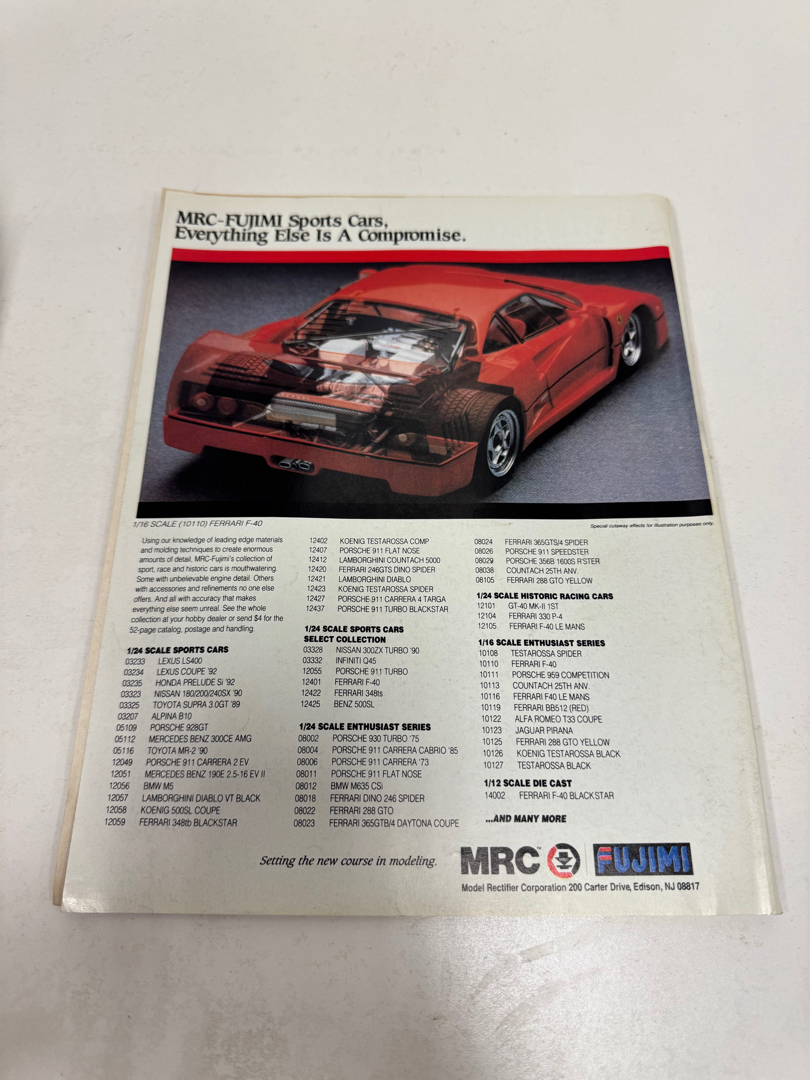 MRC-FUJIMI Sports Cars,
Everything Else Is A Compromise.
1/16 SCALE (10110) FERRARI F-40
Special cutaway effects for illustration purposes only.
Using our knowledge of leading edge materials
and molding techniques to create enormous
amounts of detail, MRC-Fujimi's collection of
sport, race and historic cars is mouthwatering.
Some with unbelievable engine detail. Others
with accessories and refinements no one else
offers. And all with accuracy that makes
everything else seem unreal. See the whole
collection at your hobby dealer or send $4 for the
52-page catalog, postage and handling.
1/24 SCALE SPORTS CARS
03233 LEXUS LS400
03234 LEXUS COUPE '92
03235 HONDA PRELUDE Si '92
03323 NISSAN 180/200/240SX '90
03325 TOYOTA SUPRA 3.0GT '89
03207 ALPINA B10
05109 PORSCHE 928GT
05112 MERCEDES BENZ 300CE AMG
05116 TOYOTA MR-2 '90
12049 PORSCHE 911 CARRERA 2 EV
12051 MERCEDES BENZ 190E 2.5-16 EV II
12056 BMW M5
12057 LAMBORGHINI DIABLO VT BLACK
12058 KOENIG 500SL COUPE
12059 FERRARI 348tb BLACKSTAR
12402 KOENIG TESTAROSSA COMP
12407 PORSCHE 911 FLAT NOSE
12412 LAMBORGHINI COUNTACH 5000
12420 FERRARI 246GTS DINO SPIDER
12421 LAMBORGHINI DIABLO
12423 KOENIG TESTAROSSA SPIDER
12427 PORSCHE 911 CARRERA 4 TARGA
12437 PORSCHE 911 TURBO BLACKSTAR
1/24 SCALE SPORTS CARS
SELECT COLLECTION
03328 NISSAN 300ZX TURBO '90
03332 INFINITI Q45
12055 PORSCHE 911 TURBO
12401 FERRARI F-40
12422 FERRARI 348ts
12425 BENZ 500SL
1/24 SCALE ENTHUSIAST SERIES
08002 PORSCHE 930 TURBO '75
08004 PORSCHE 911 CARRERA CABRIO '85
08006 PORSCHE 911 CARRERA '73
08011 PORSCHE 911 FLAT NOSE
08012 BMW M635 CSi
08018 FERRARI DINO 246 SPIDER
08022 FERRARI 288 GTO
08023 FERRARI 365GTB/4 DAYTONA COUPE
08024 FERRARI 365GTS/4 SPIDER
08026 PORSCHE 911 SPEEDSTER
08029 PORSCHE 356B 1600S R'STER
08038 COUNTACH 25TH ANV.
08105 FERRARI 288 GTO YELLOW
1/24 SCALE HISTORIC RACING CARS
12101 GT-40 MK-II 1ST
12104 FERRARI 330 P-4
12105 FERRARI F-40 LE MANS
1/16 SCALE ENTHUSIAST SERIES
10108 TESTAROSSA SPIDER
10110 FERRARI F-40
10111 PORSCHE 959 COMPETITION
10113 COUNTACH 25TH ANV.
10116 FERRARI F40 LE MANS
10119 FERRARI BB512 (RED)
10122 ALFA ROMEO T33 COUPE
10123 JAGUAR PIRANA
10125 FERRARI 288 GTO YELLOW
10126 KOENIG TESTAROSSA BLACK
10127 TESTAROSSA BLACK
1/12 SCALE DIE CAST
14002 FERRARI F-40 BLACKSTAR
...AND MANY MORE
Setting the new course in modeling.
MRC™ FUJIMI
Model Rectifier Corporation 200 Carter Drive, Edison, NJ 08817